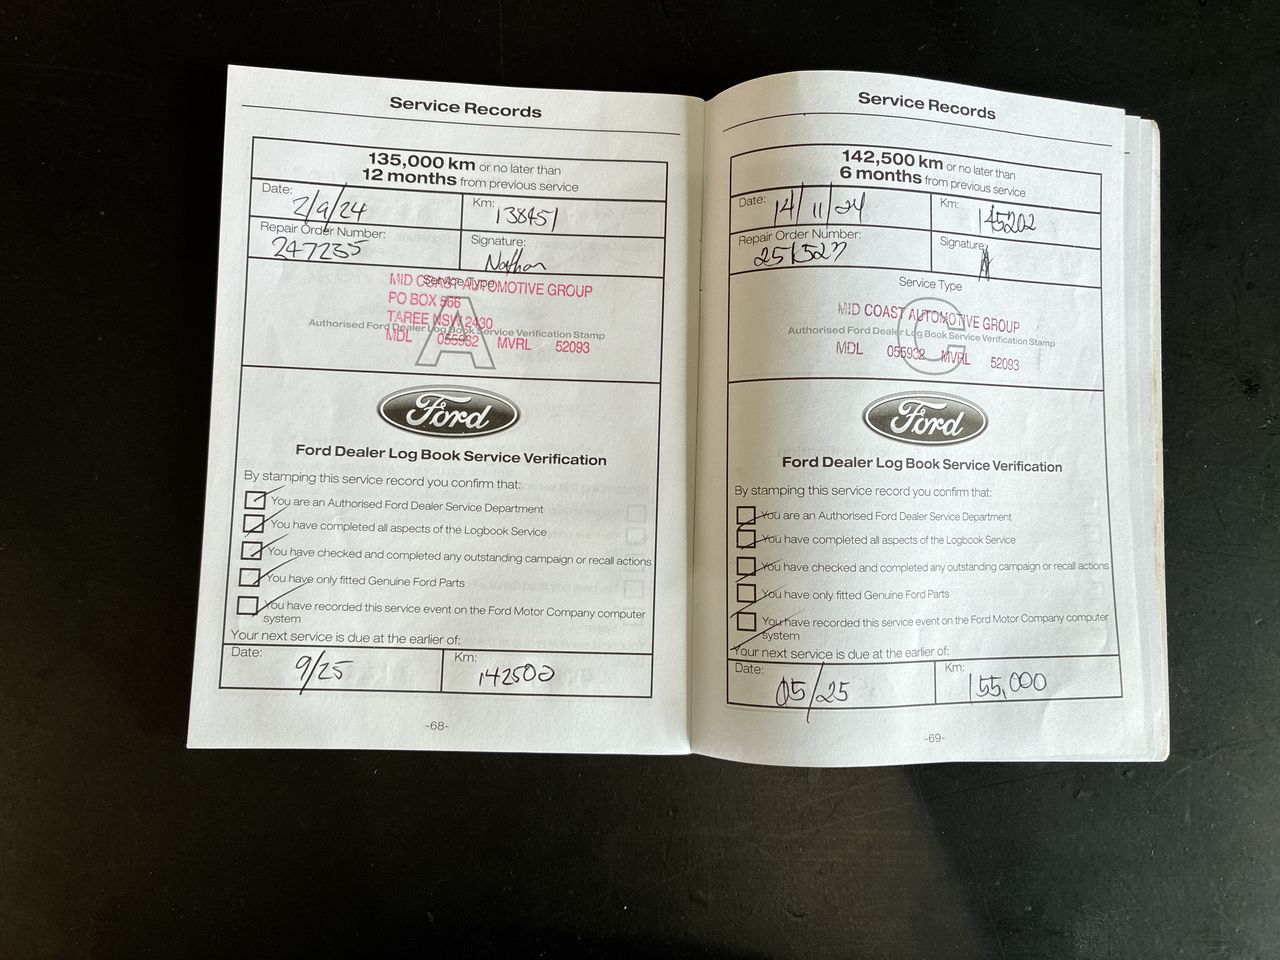 Service Records
135,000 km or no later than
12 months from previous service
Date:
2/9/24
Km:
138451
Repair Order Number:
247235
Signature:
Nathan
Service Type
MID COAST AUTOMOTIVE GROUP
PO BOX 566
TAREE NSW 2430
Authorised Ford Dealer Log Book Service Verification Stamp
MDL 055932 MVRL 52093
A
Ford
Ford Dealer Log Book Service Verification
By stamping this service record you confirm that:
You are an Authorised Ford Dealer Service Department
You have completed all aspects of the Logbook Service
You have checked and completed any outstanding campaign or recall actions
You have only fitted Genuine Ford Parts
You have recorded this service event on the Ford Motor Company computer
system
Your next service is due at the earlier of:
Date:
9/25
Km:
142500
-68-
Service Records
142,500 km or no later than
6 months from previous service
Date:
14/11/24
Km:
145202
Repair Order Number:
Signature:
Service Type
MID COAST AUTOMOTIVE GROUP
Authorised Ford Dealer Log Book Service Verification Stamp
MDL 055932 MVRL 52093
C
Ford
Ford Dealer Log Book Service Verification
By stamping this service record you confirm that:
You are an Authorised Ford Dealer Service Department
You have completed all aspects of the Logbook Service
You have checked and completed any outstanding campaign or recall actions
You have only fitted Genuine Ford Parts
You have recorded this service event on the Ford Motor Company computer
system
Your next service is due at the earlier of:
Date:
05/25
Km:
155,000
-69-